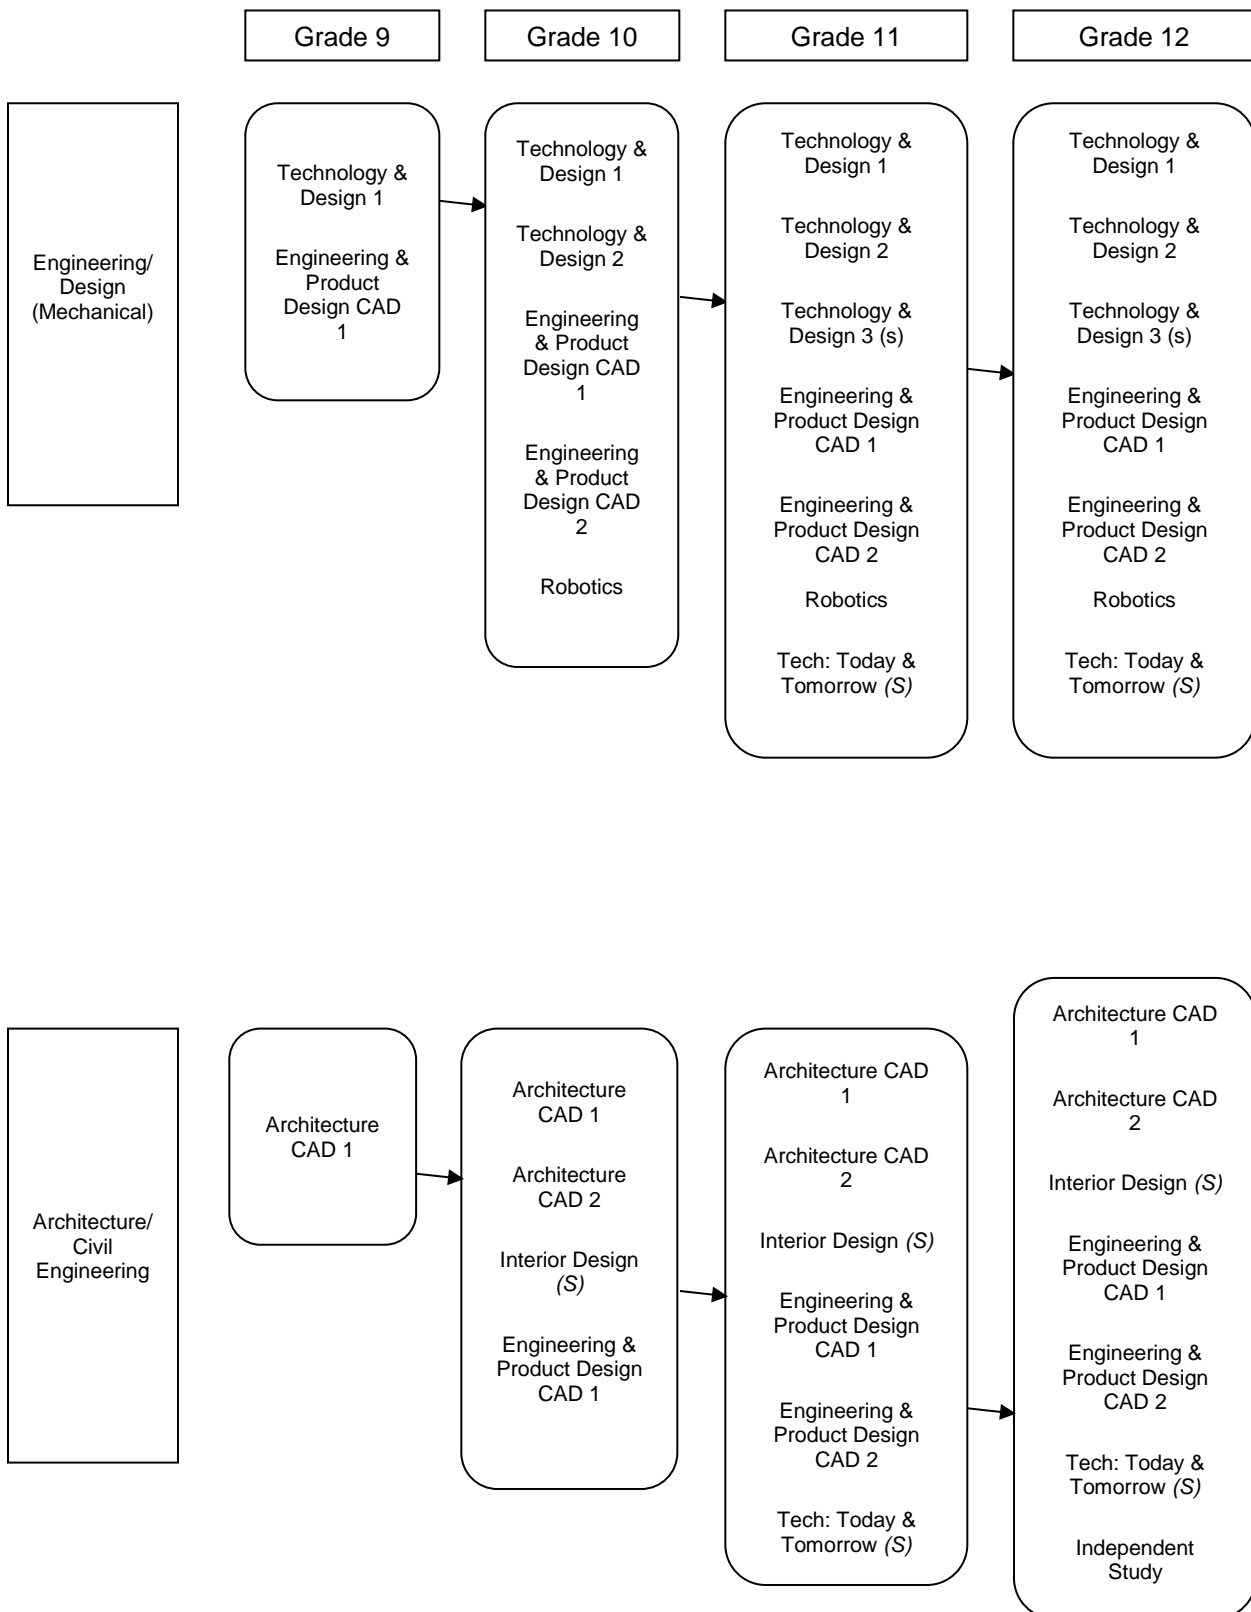 Grade 9
Grade 10
Grade 11
Grade 12
Engineering/
Design
(Mechanical)
Technology &
Design 1
Engineering &
Product
Design CAD
1
Technology &
Design 1
Technology &
Design 2
Engineering
& Product
Design CAD
1
Engineering
& Product
Design CAD
2
Robotics
Technology &
Design 1
Technology &
Design 2
Technology &
Design 3 (s)
Engineering &
Product Design
CAD 1
Engineering &
Product Design
CAD 2
Robotics
Tech: Today &
Tomorrow (S)
Technology &
Design 1
Technology &
Design 2
Technology &
Design 3 (s)
Engineering &
Product Design
CAD 1
Engineering &
Product Design
CAD 2
Robotics
Tech: Today &
Tomorrow (S)
Architecture/
Civil
Engineering
Architecture
CAD 1
Architecture
CAD 1
Architecture
CAD 2
Interior Design
(S)
Engineering &
Product Design
CAD 1
Architecture CAD
1
Architecture CAD
2
Interior Design (S)
Engineering &
Product Design
CAD 1
Engineering &
Product Design
CAD 2
Tech: Today &
Tomorrow (S)
Architecture CAD
1
Architecture CAD
2
Interior Design (S)
Engineering &
Product Design
CAD 1
Engineering &
Product Design
CAD 2
Tech: Today &
Tomorrow (S)
Independent
Study